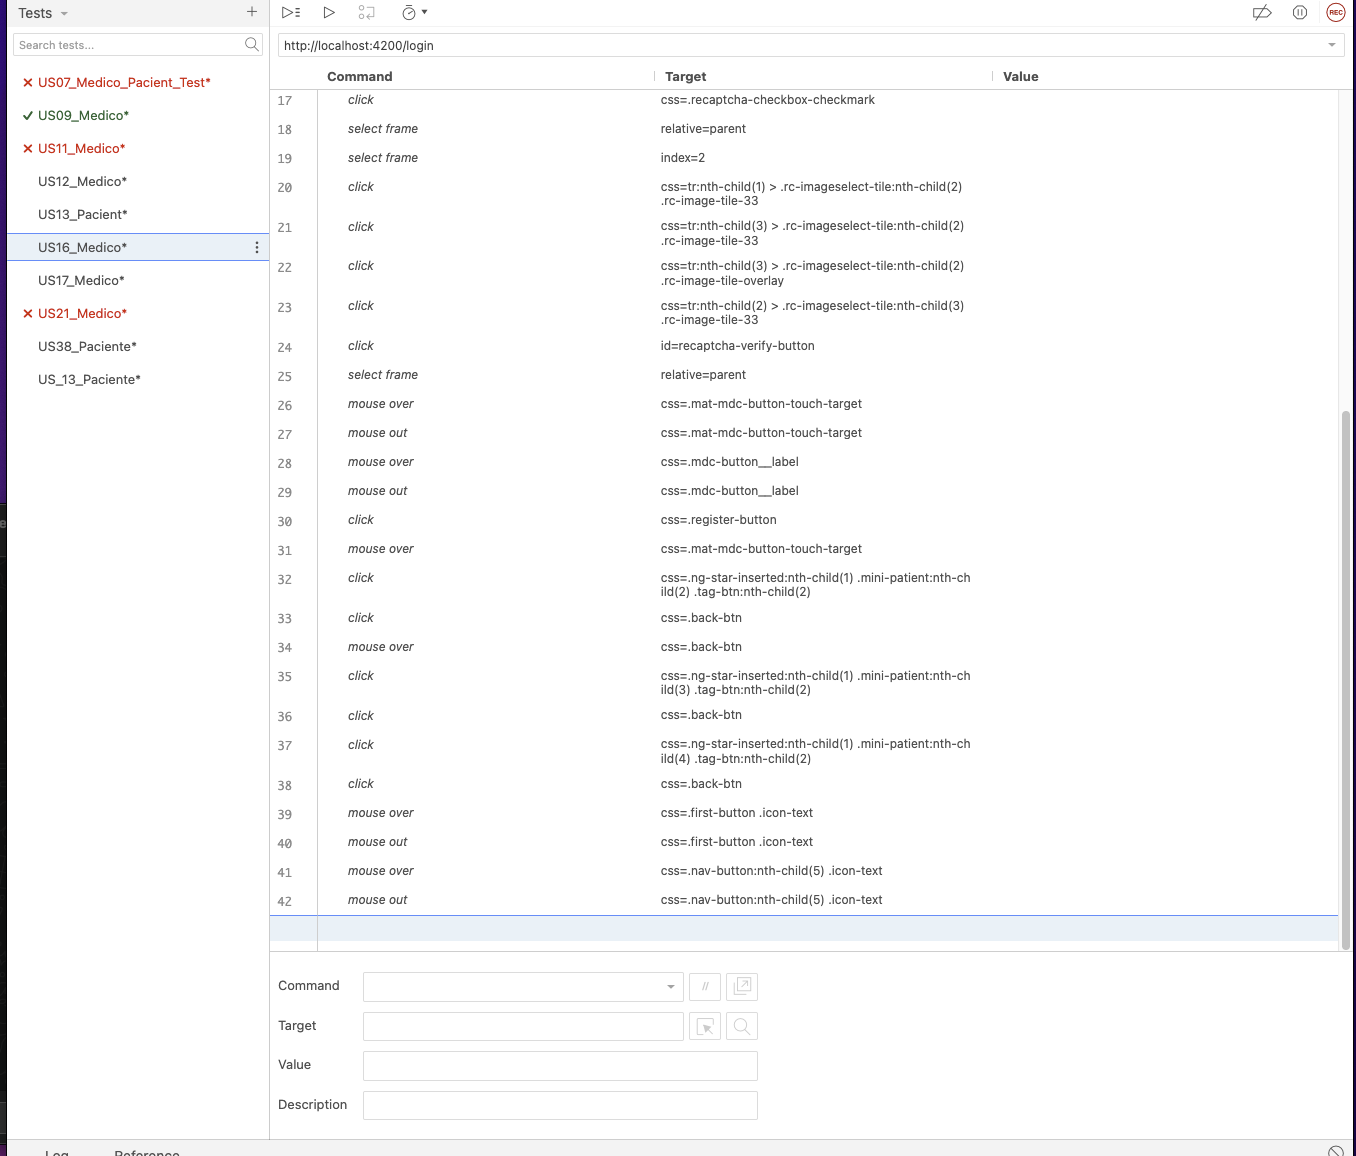 Tests
+
REC
Search tests...
http://localhost:4200/login
Command Target Value
US07_Medico_Pacient_Test*
US09_Medico*
US11_Medico*
US12_Medico*
US13_Pacient*
US16_Medico*
US17_Medico*
US21_Medico*
US38_Paciente*
US_13_Paciente*
17 click css=.recaptcha-checkbox-checkmark
18 select frame relative=parent
19 select frame index=2
20 click css=tr:nth-child(1) > .rc-imageselect-tile:nth-child(2)
.rc-image-tile-33
21 click css=tr:nth-child(3) > .rc-imageselect-tile:nth-child(2)
.rc-image-tile-33
22 click css=tr:nth-child(3) > .rc-imageselect-tile:nth-child(2)
.rc-image-tile-overlay
23 click css=tr:nth-child(2) > .rc-imageselect-tile:nth-child(3)
.rc-image-tile-33
24 click id=recaptcha-verify-button
25 select frame relative=parent
26 mouse over css=.mat-mdc-button-touch-target
27 mouse out css=.mat-mdc-button-touch-target
28 mouse over css=.mdc-button__label
29 mouse out css=.mdc-button__label
30 click css=.register-button
31 mouse over css=.mat-mdc-button-touch-target
32 click css=.ng-star-inserted:nth-child(1) .mini-patient:nth-ch
ild(2) .tag-btn:nth-child(2)
33 click css=.back-btn
34 mouse over css=.back-btn
35 click css=.ng-star-inserted:nth-child(1) .mini-patient:nth-ch
ild(3) .tag-btn:nth-child(2)
36 click css=.back-btn
37 click css=.ng-star-inserted:nth-child(1) .mini-patient:nth-ch
ild(4) .tag-btn:nth-child(2)
38 click css=.back-btn
39 mouse over css=.first-button .icon-text
40 mouse out css=.first-button .icon-text
41 mouse over css=.nav-button:nth-child(5) .icon-text
42 mouse out css=.nav-button:nth-child(5) .icon-text
Command //
Target
Value
Description
Log Reference